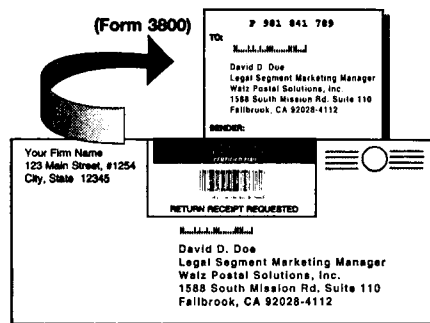 (Form 3800)
P 981 841 789
TO:
David D. Doe
Legal Segment Marketing Manager
Walz Postal Solutions, Inc.
1588 South Mission Rd. Suite 110
Fallbrook, CA 92028-4112
SENDER:
Your Firm Name
123 Main Street, #1254
City, State 12345
RETURN RECEIPT REQUESTED
David D. Doe
Legal Segment Marketing Manager
Walz Postal Solutions, Inc.
1588 South Mission Rd. Suite 110
Fallbrook, CA 92028-4112